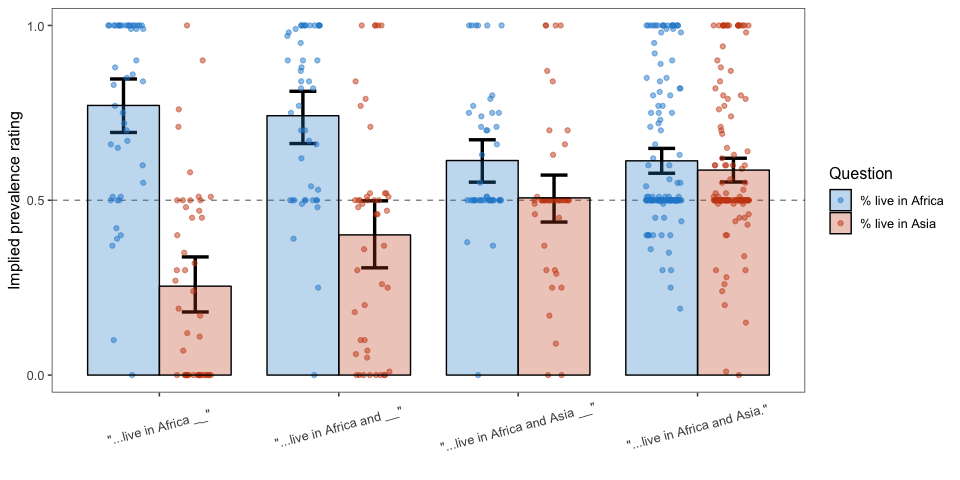 Implied prevalence rating
1.0
0.5
0.0
"...live in Africa __"
"...live in Africa and __"
"...live in Africa and Asia __"
"...live in Africa and Asia."
Question
% live in Africa
% live in Asia